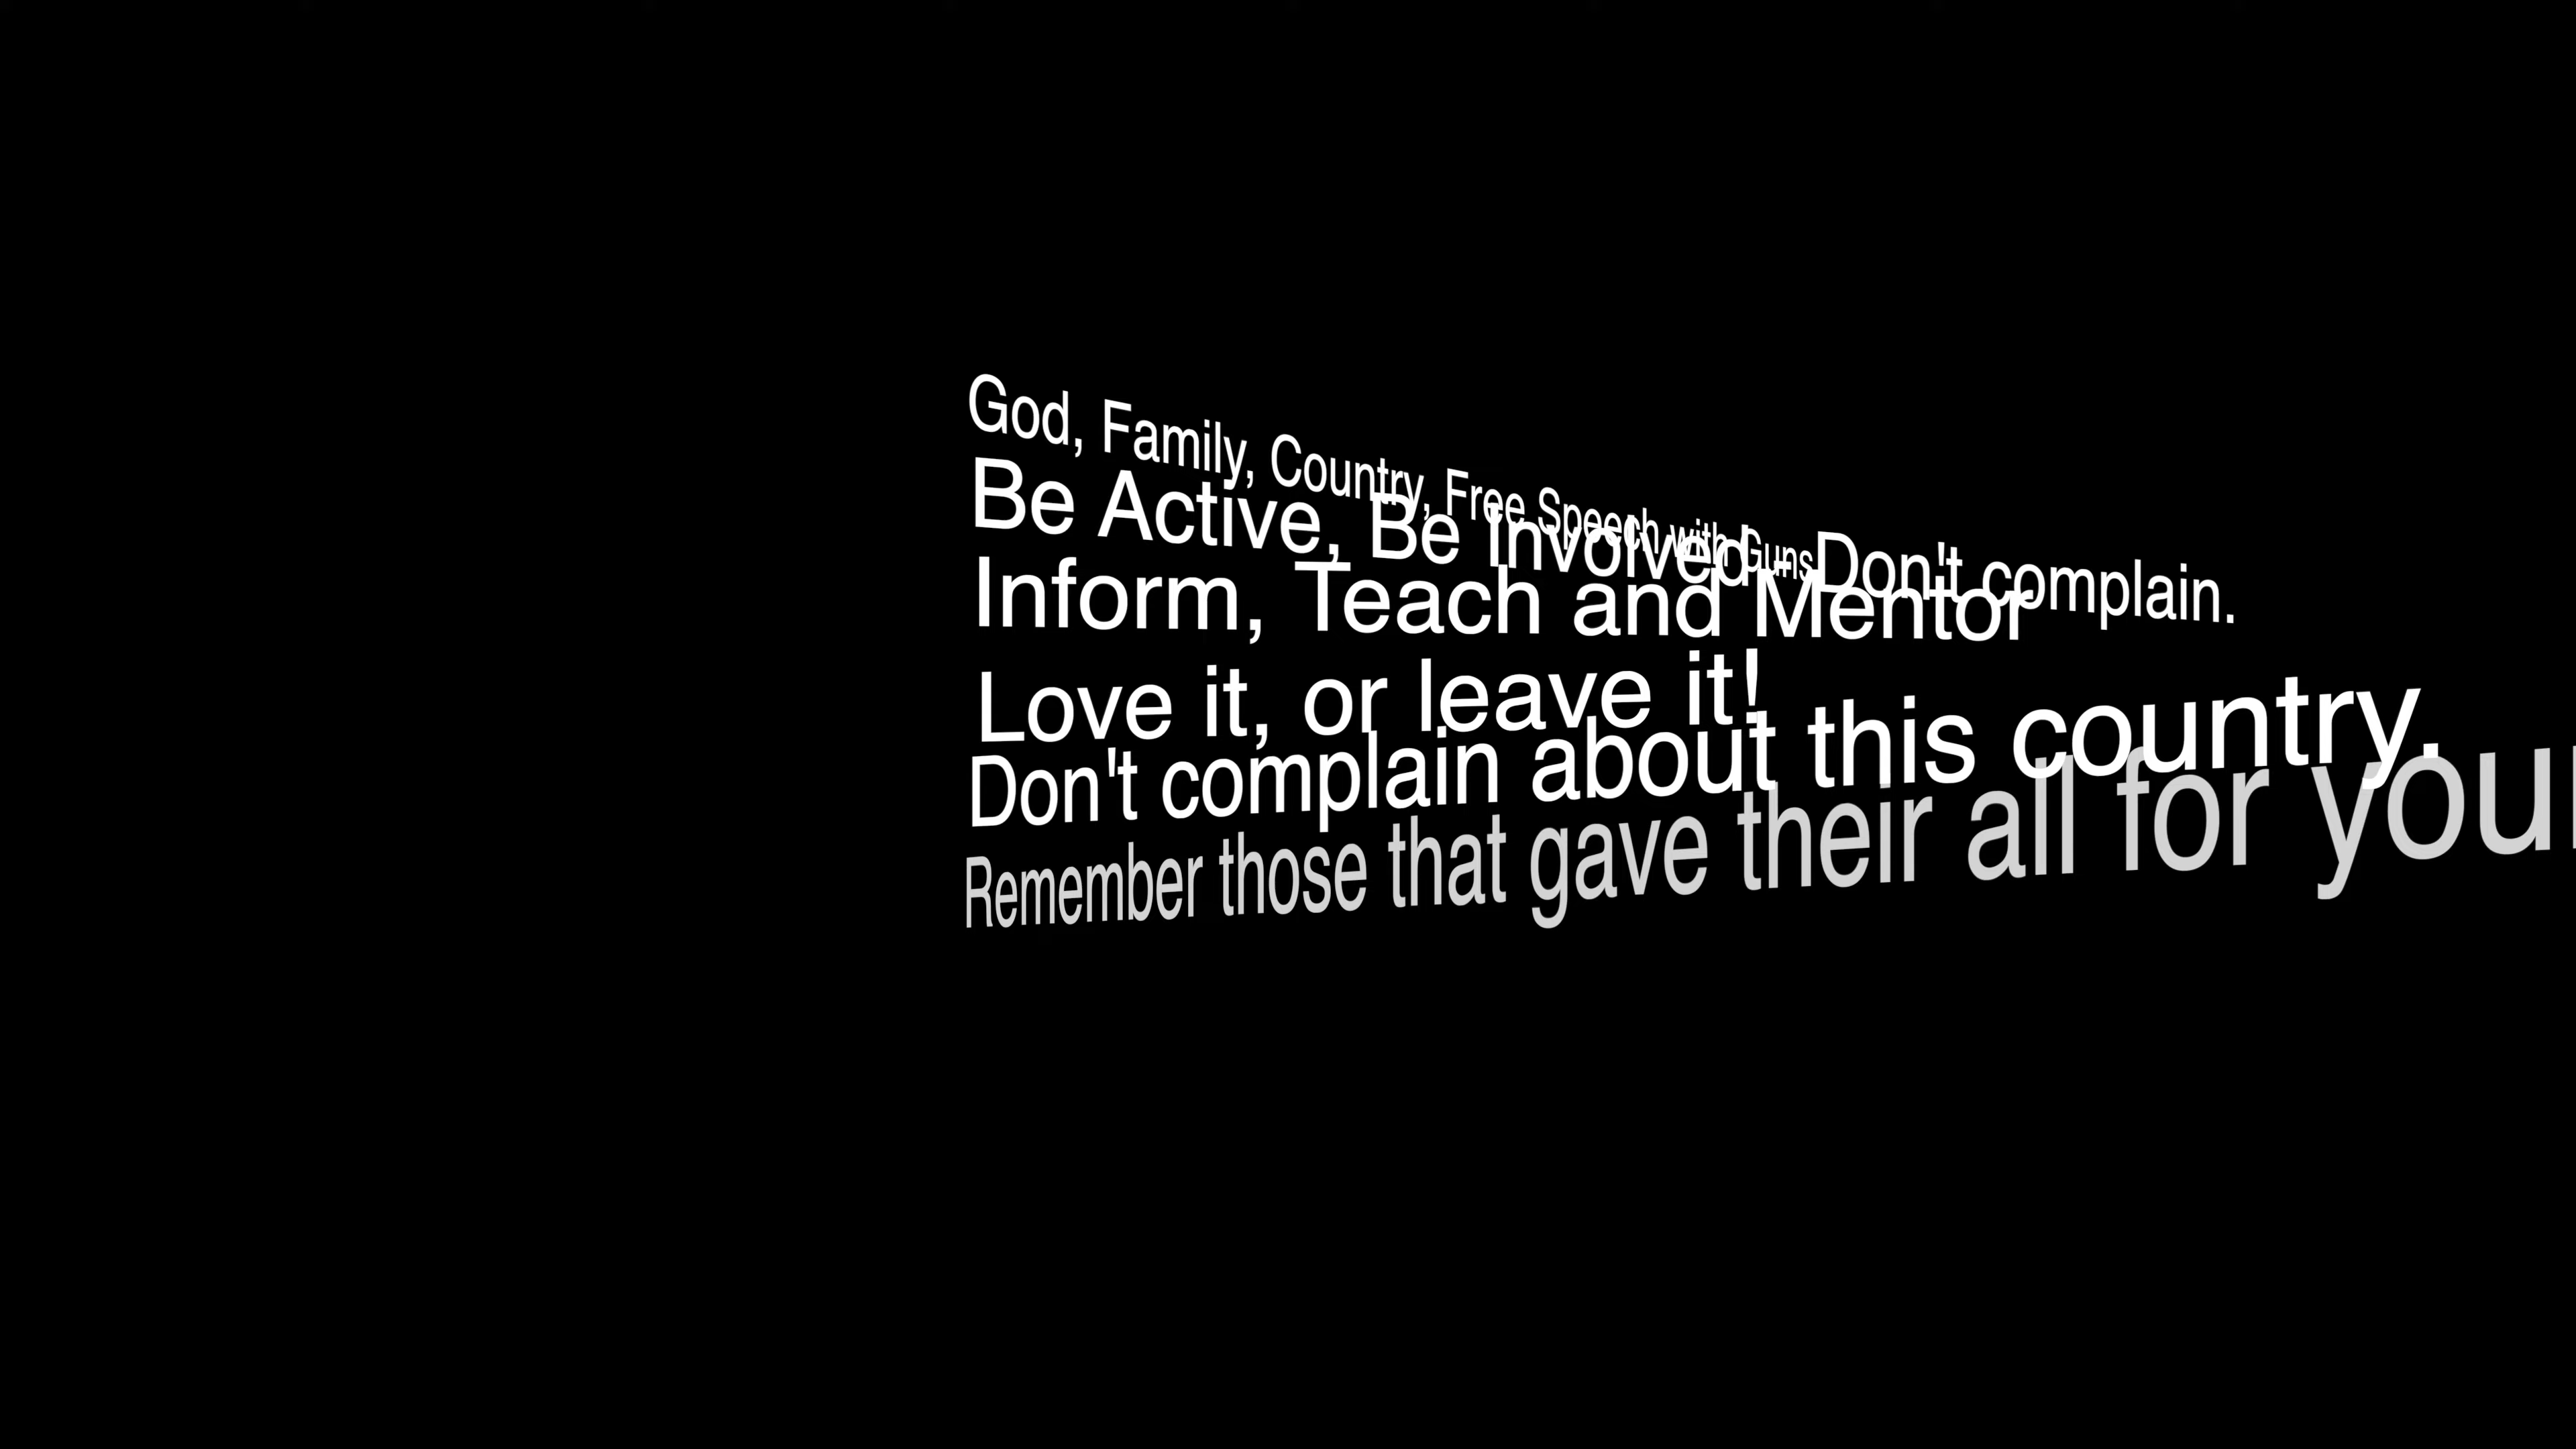 God, Family, Country, Free Speech with Guns
Be Active, Be Involved - Don't complain.
Inform, Teach and Mentor
Love it, or leave it!
Don't complain about this country.
Remember those that gave their all for your